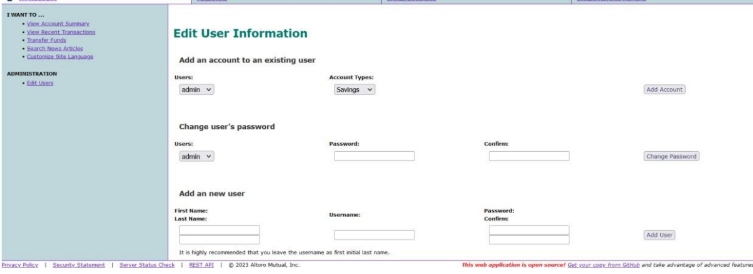 I WANT TO ...
View Account Summary
View Recent Transactions
Transfer Funds
Search News Articles
Customize Site Language
ADMINISTRATION
Edit Users
Edit User Information
Add an account to an existing user
Users: Account Types:
admin Savings Add Account
Change user's password
Users: Password: Confirm:
admin Change Password
Add an new user
First Name:
Last Name: Username: Password:
Confirm:
Add User
It is highly recommended that you leave the username as first initial last name.
Privacy Policy | Security Statement | Server Status Check | REST API | © 2023 Altoro Mutual, Inc. This web application is open source! Get your copy from GitHub and take advantage of advanced features